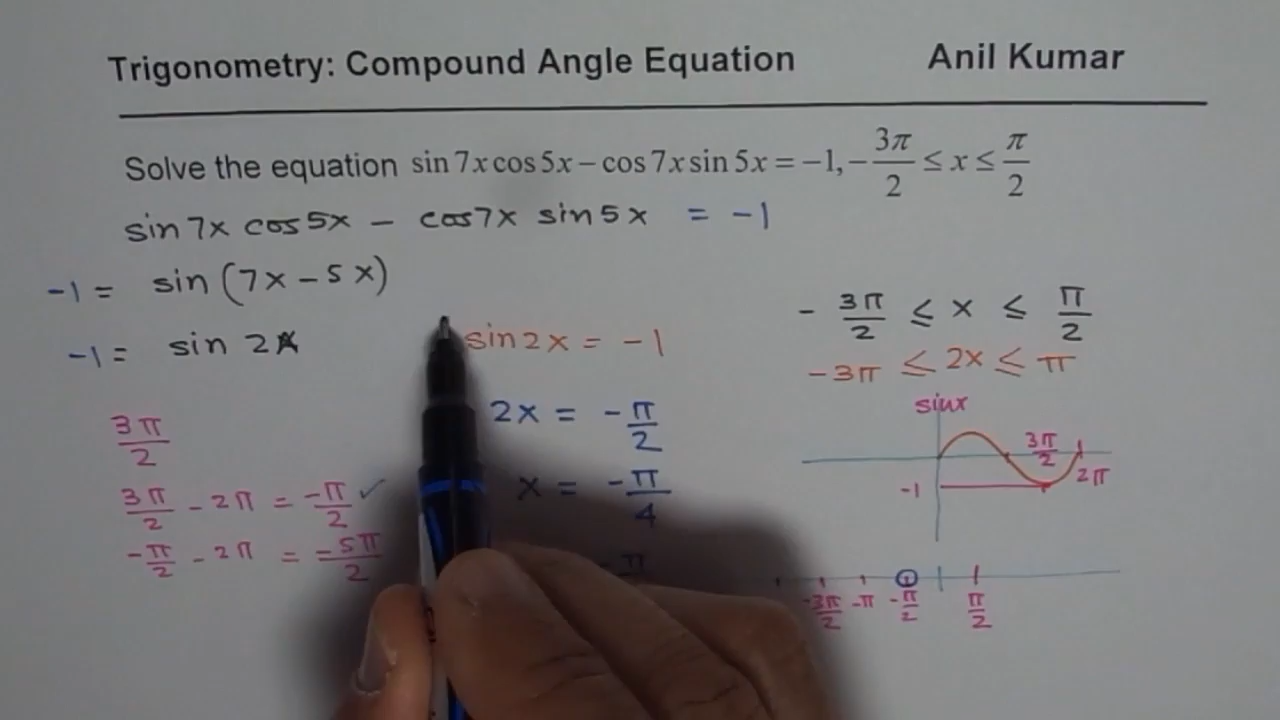 Trigonometry: Compound Angle Equation Anil Kumar
Solve the equation sin 7x cos 5x − cos 7x sin 5x = −1, −3π/2 ≤ x ≤ π/2
sin 7x cos 5x − cos 7x sin 5x = −1
−1 = sin (7x − 5x)
−1 = sin 2x
3π/2
3π/2 − 2π = −π/2 ✓
−π/2 − 2π = −5π/2
sin 2x = −1
2x = −π/2
x = −π/4
−π
− 3π/2 ≤ x ≤ π/2
−3π ≤ 2x ≤ π
sin x
3π/2
2π
−1
−3π/2 −π −π/2 π/2